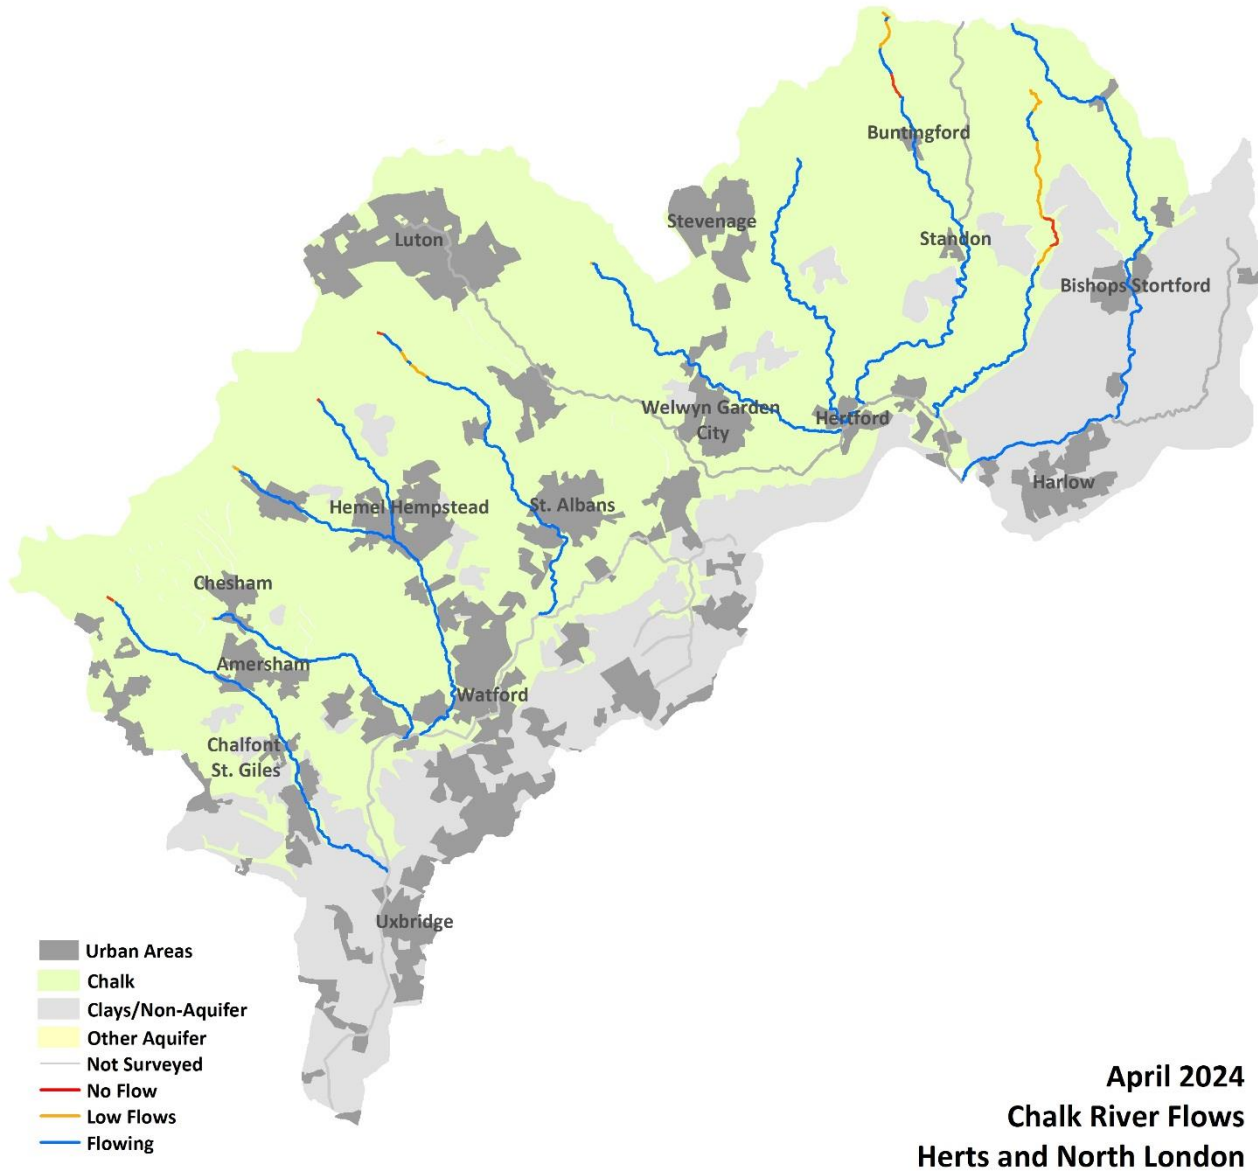 Buntingford
Stevenage
Luton
Standon
Bishops Stortford
Welwyn Garden
City
Hertford
Harlow
Hemel Hempstead
St. Albans
Chesham
Amersham
Watford
Chalfont
St. Giles
Uxbridge
Urban Areas
Chalk
Clays/Non-Aquifer
Other Aquifer
Not Surveyed
No Flow
Low Flows
Flowing
April 2024
Chalk River Flows
Herts and North London